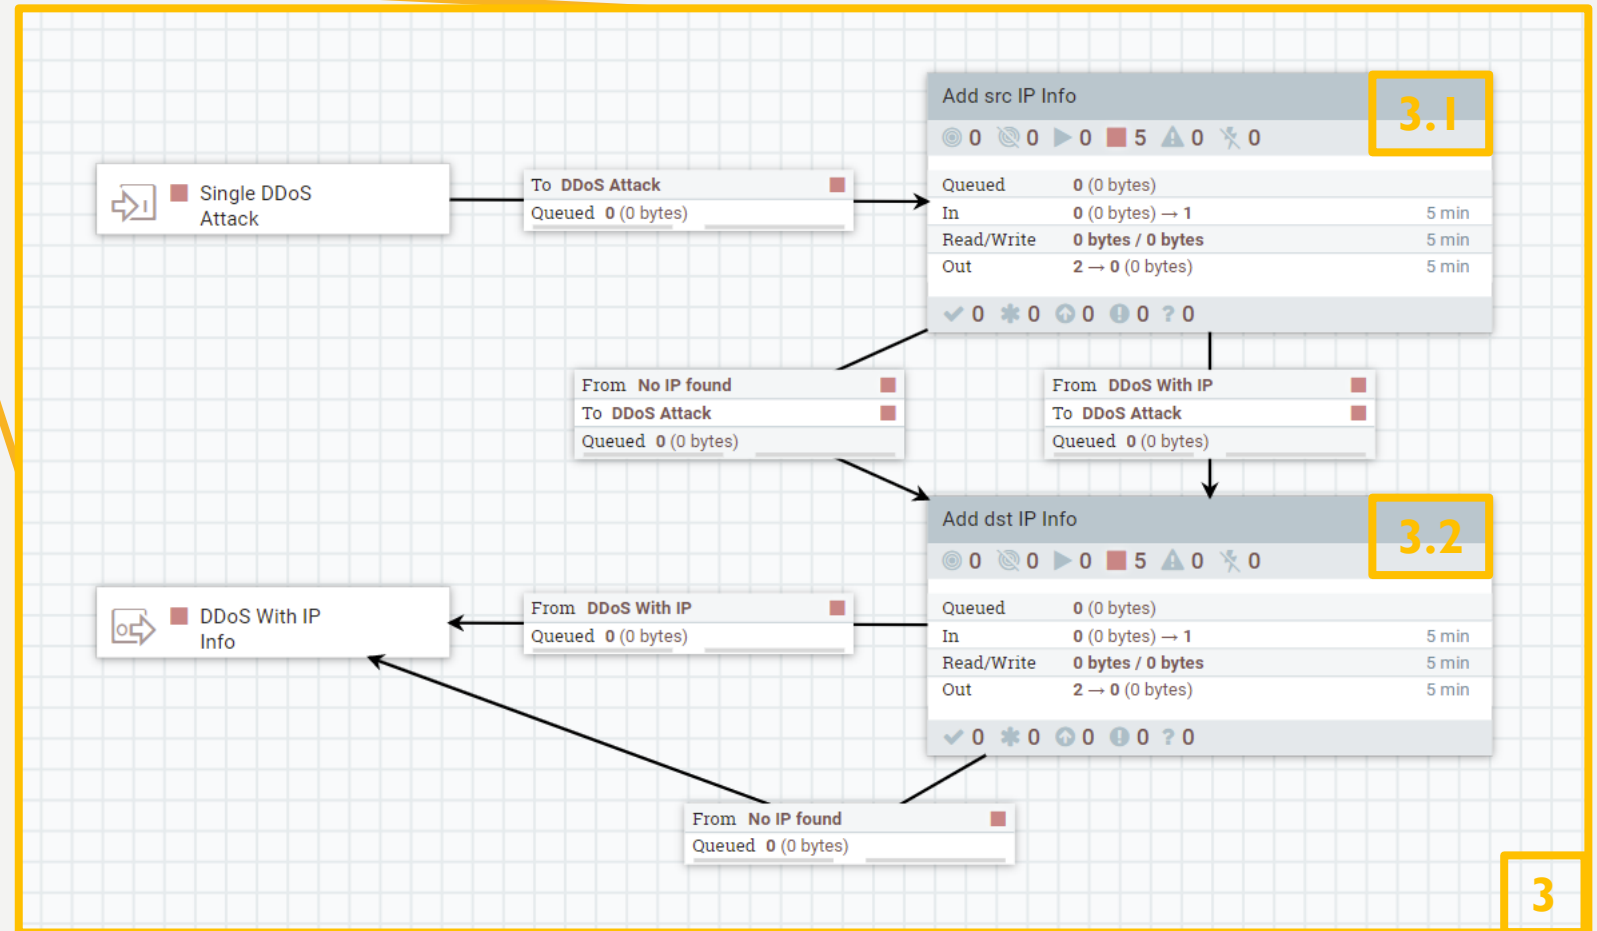 Add src IP Info
3.1
0 0 0 5 0 0
Queued 0 (0 bytes)
In 0 (0 bytes) → 1 5 min
Read/Write 0 bytes / 0 bytes 5 min
Out 2 → 0 (0 bytes) 5 min
0 0 0 0 ? 0
Single DDoS
Attack
To DDoS Attack
Queued 0 (0 bytes)
From No IP found
To DDoS Attack
Queued 0 (0 bytes)
From DDoS With IP
To DDoS Attack
Queued 0 (0 bytes)
Add dst IP Info
3.2
0 0 0 5 0 0
Queued 0 (0 bytes)
In 0 (0 bytes) → 1 5 min
Read/Write 0 bytes / 0 bytes 5 min
Out 2 → 0 (0 bytes) 5 min
0 0 0 0 ? 0
DDoS With IP
Info
From DDoS With IP
Queued 0 (0 bytes)
From No IP found
Queued 0 (0 bytes)
3